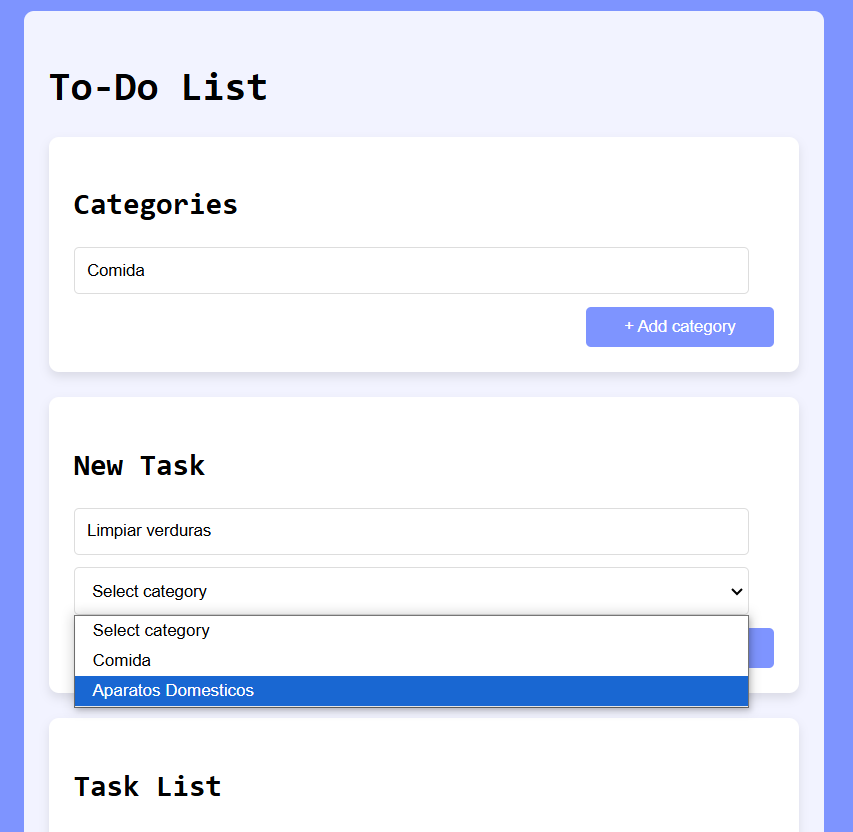 To-Do List
Categories
Comida
+ Add category
New Task
Limpiar verduras
Select category
Select category
Comida
Aparatos Domesticos
Task List